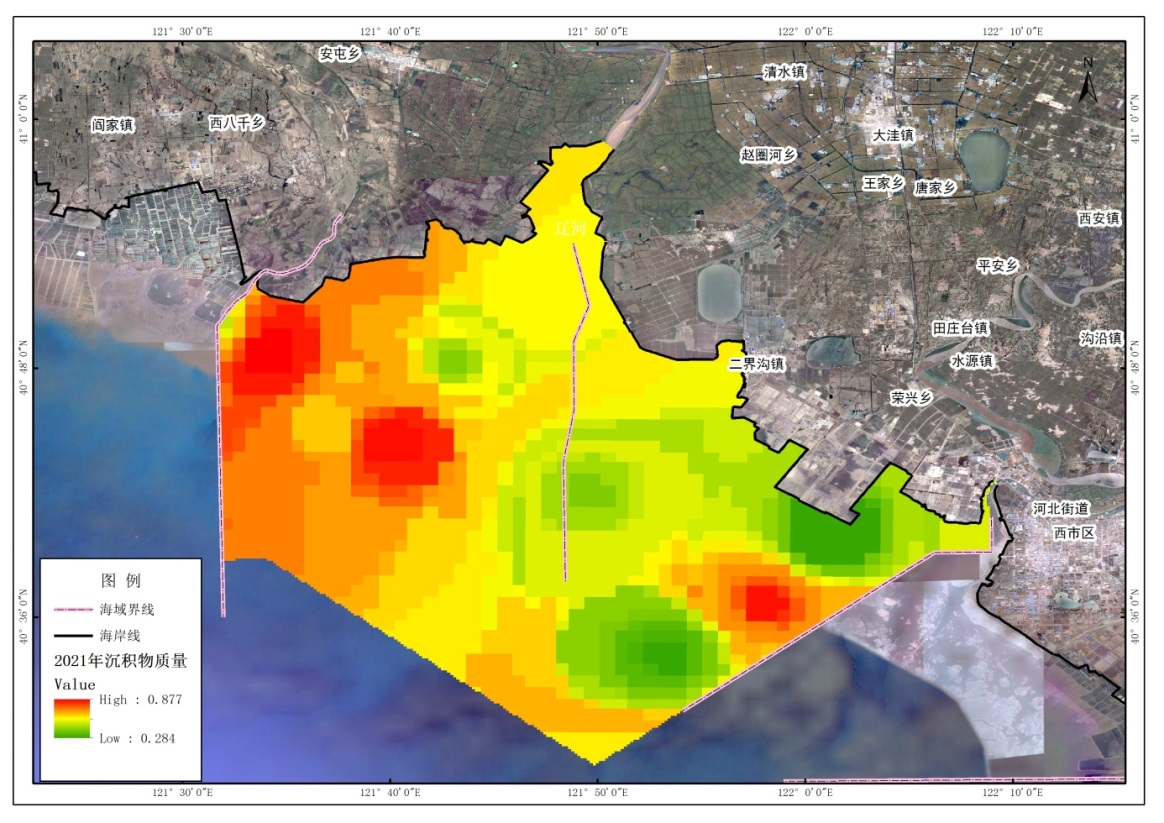 121° 30′ 0″E
121° 40′ 0″E
121° 50′ 0″E
122° 0′ 0″E
122° 10′ 0″E
安屯乡
清水镇
N
41° 0′ 0″N
41° 0′ 0″N
阎家镇
西八千乡
大洼镇
赵圈河乡
王家乡
唐家乡
西安镇
辽河
平安乡
田庄台镇
沟沿镇
40° 48′ 0″N
二界沟镇
水源镇
40° 48′ 0″N
荣兴乡
河北街道
西市区
40° 36′ 0″N
40° 36′ 0″N
图 例
海域界线
海岸线
2021年沉积物质量
Value
High : 0.877
Low : 0.284
121° 30′ 0″E
121° 40′ 0″E
121° 50′ 0″E
122° 0′ 0″E
122° 10′ 0″E